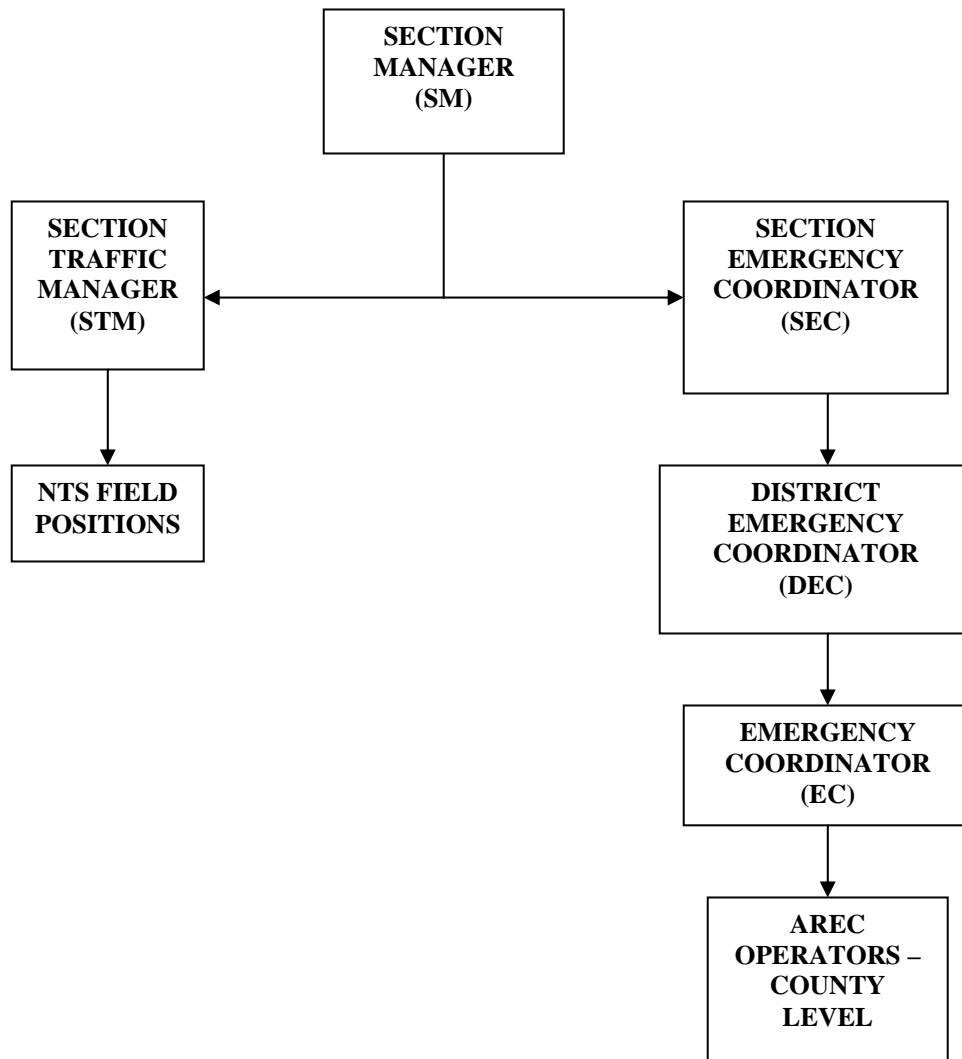 SECTION
MANAGER
(SM)
SECTION
TRAFFIC
MANAGER
(STM)
SECTION
EMERGENCY
COORDINATOR
(SEC)
NTS FIELD
POSITIONS
DISTRICT
EMERGENCY
COORDINATOR
(DEC)
EMERGENCY
COORDINATOR
(EC)
AREC
OPERATORS –
COUNTY
LEVEL